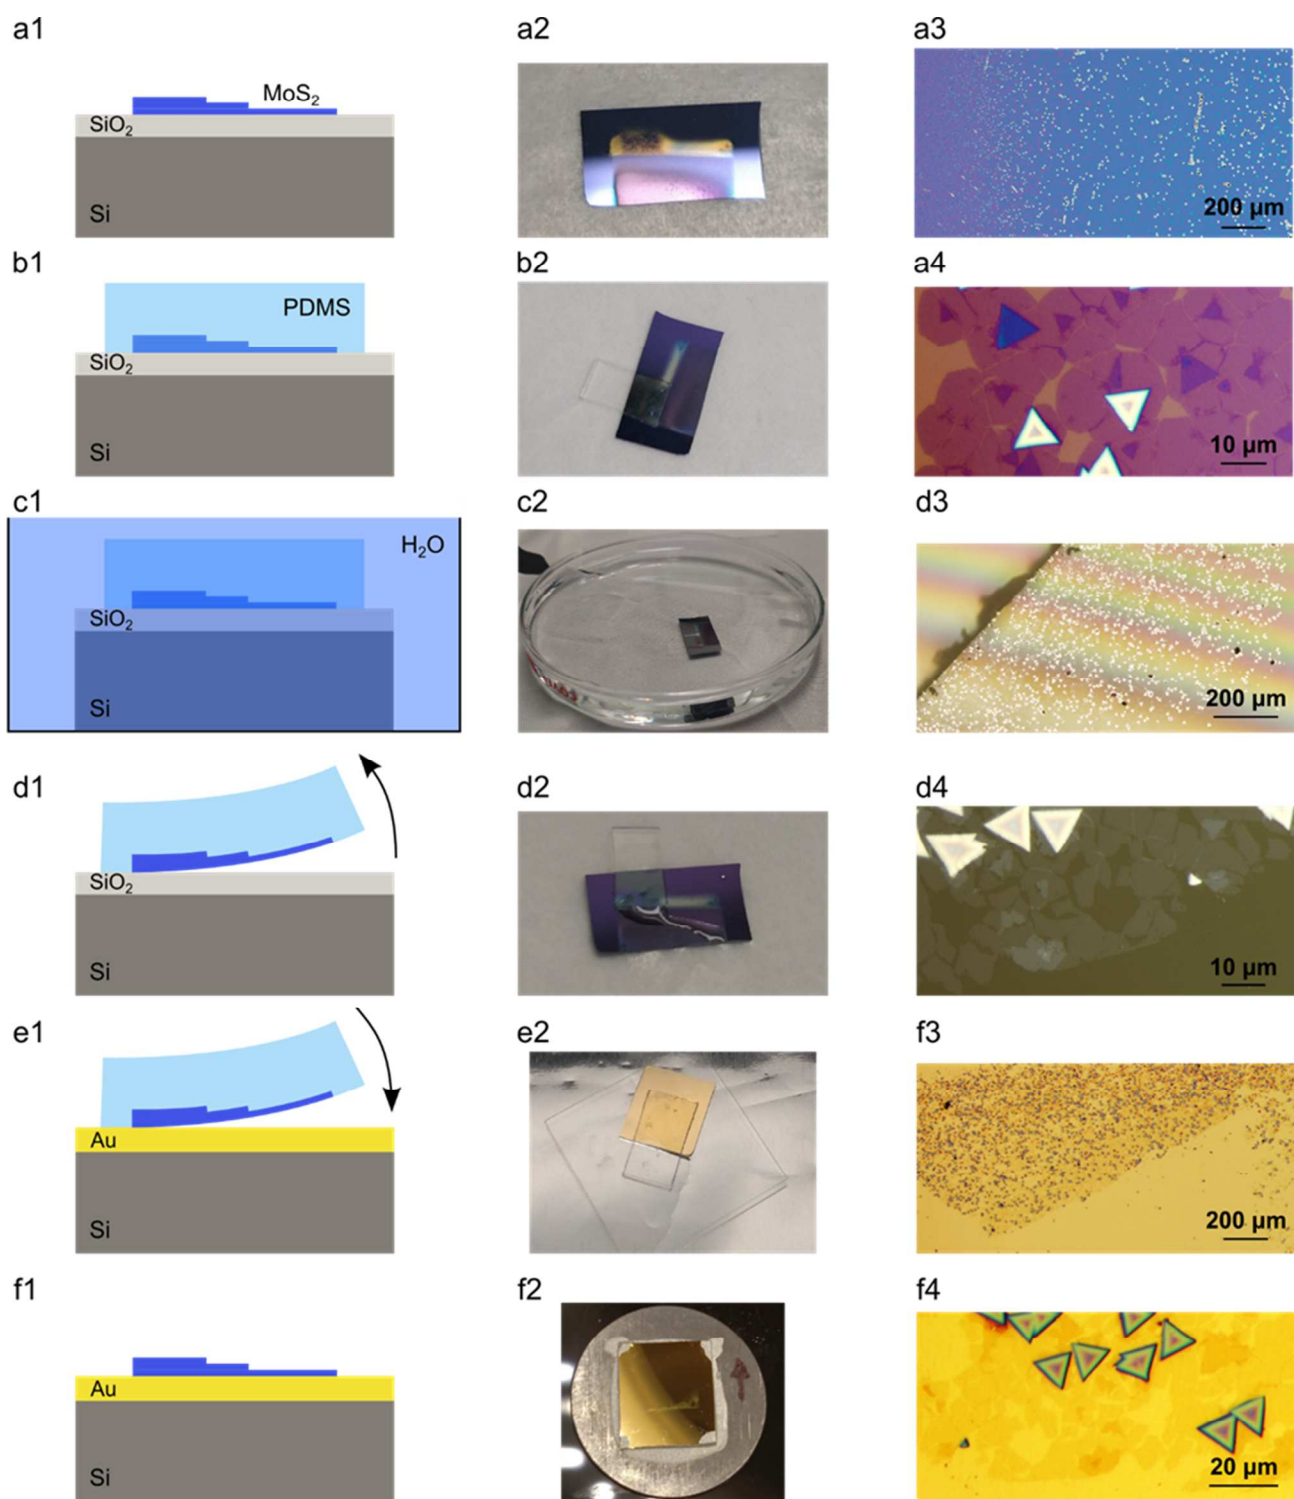 a1
a2
a3
MoS₂
SiO₂
Si
200 µm
b1
b2
a4
PDMS
SiO₂
Si
10 µm
c1
c2
d3
H₂O
SiO₂
Si
200 µm
d1
d2
d4
SiO₂
Si
10 µm
e1
e2
f3
Au
Si
200 µm
f1
f2
f4
Au
Si
20 µm